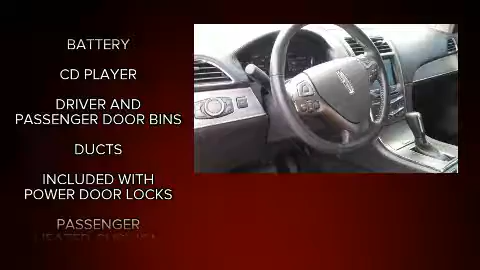 BATTERY
CD PLAYER
DRIVER AND
PASSENGER DOOR BINS
DUCTS
INCLUDED WITH
POWER DOOR LOCKS
PASSENGER